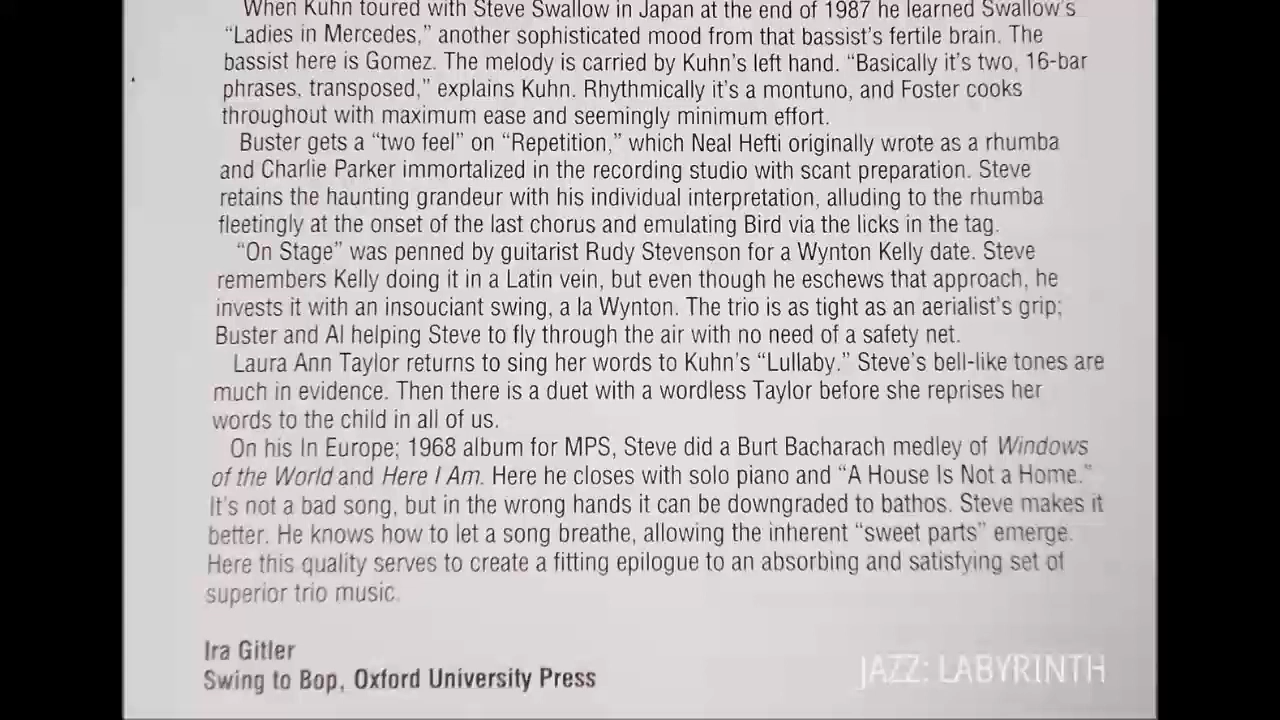 When Kuhn toured with Steve Swallow in Japan at the end of 1987 he learned Swallow's
"Ladies in Mercedes," another sophisticated mood from that bassist's fertile brain. The
bassist here is Gomez. The melody is carried by Kuhn's left hand. "Basically it's two, 16-bar
phrases, transposed," explains Kuhn. Rhythmically it's a montuno, and Foster cooks
throughout with maximum ease and seemingly minimum effort.
Buster gets a "two feel" on "Repetition," which Neal Hefti originally wrote as a rhumba
and Charlie Parker immortalized in the recording studio with scant preparation. Steve
retains the haunting grandeur with his individual interpretation, alluding to the rhumba
fleetingly at the onset of the last chorus and emulating Bird via the licks in the tag.
"On Stage" was penned by guitarist Rudy Stevenson for a Wynton Kelly date. Steve
remembers Kelly doing it in a Latin vein, but even though he eschews that approach, he
invests it with an insouciant swing, a la Wynton. The trio is as tight as an aerialist's grip;
Buster and Al helping Steve to fly through the air with no need of a safety net.
Laura Ann Taylor returns to sing her words to Kuhn's "Lullaby." Steve's bell-like tones are
much in evidence. Then there is a duet with a wordless Taylor before she reprises her
words to the child in all of us.
On his In Europe; 1968 album for MPS, Steve did a Burt Bacharach medley of Windows
of the World and Here I Am. Here he closes with solo piano and "A House Is Not a Home."
It's not a bad song, but in the wrong hands it can be downgraded to bathos. Steve makes it
better. He knows how to let a song breathe, allowing the inherent "sweet parts" emerge.
Here this quality serves to create a fitting epilogue to an absorbing and satisfying set of
superior trio music.
Ira Gitler
Swing to Bop, Oxford University Press
JAZZ: LABYRINTH